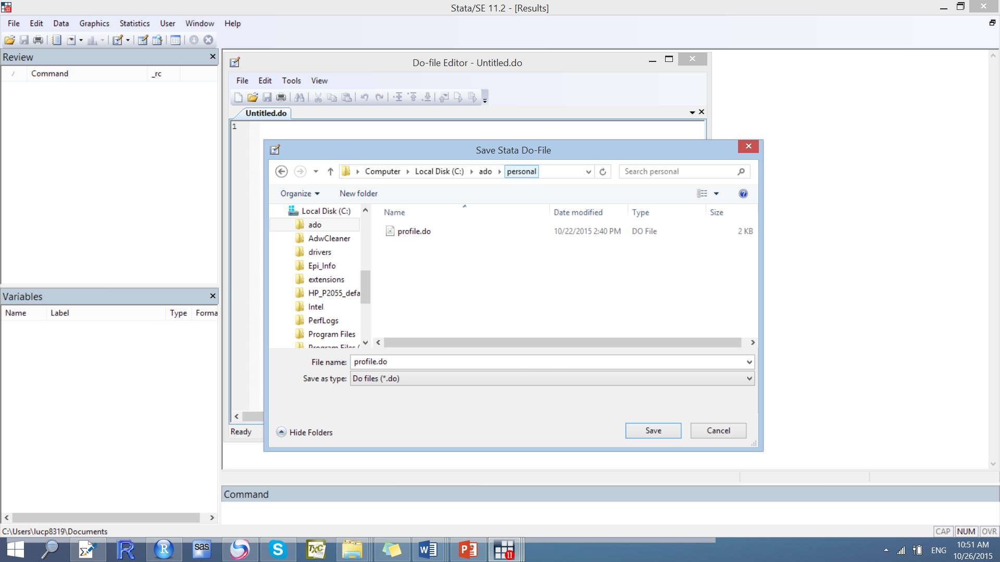 Stata/SE 11.2 - [Results]
File Edit Data Graphics Statistics User Window Help
Review
/ Command _rc
Variables
Name Label Type Forma
Do-file Editor - Untitled.do
File Edit Tools View
Untitled.do
1
Save Stata Do-File
Computer Local Disk (C:) ado personal
Search personal
Organize New folder
Local Disk (C:)
ado
AdwCleaner
drivers
Epi_Info
extensions
HP_P2055_defa
Intel
PerfLogs
Program Files
Program Files (
Name Date modified Type Size
profile.do 10/22/2015 2:40 PM DO File 2 KB
File name: profile.do
Save as type: Do files (*.do)
Hide Folders
Save Cancel
Ready
Command
C:\Users\lucp8319\Documents
CAP NUM OVR
R
R
sas
S
TXC
W
P
11
ENG
10:51 AM
10/26/2015